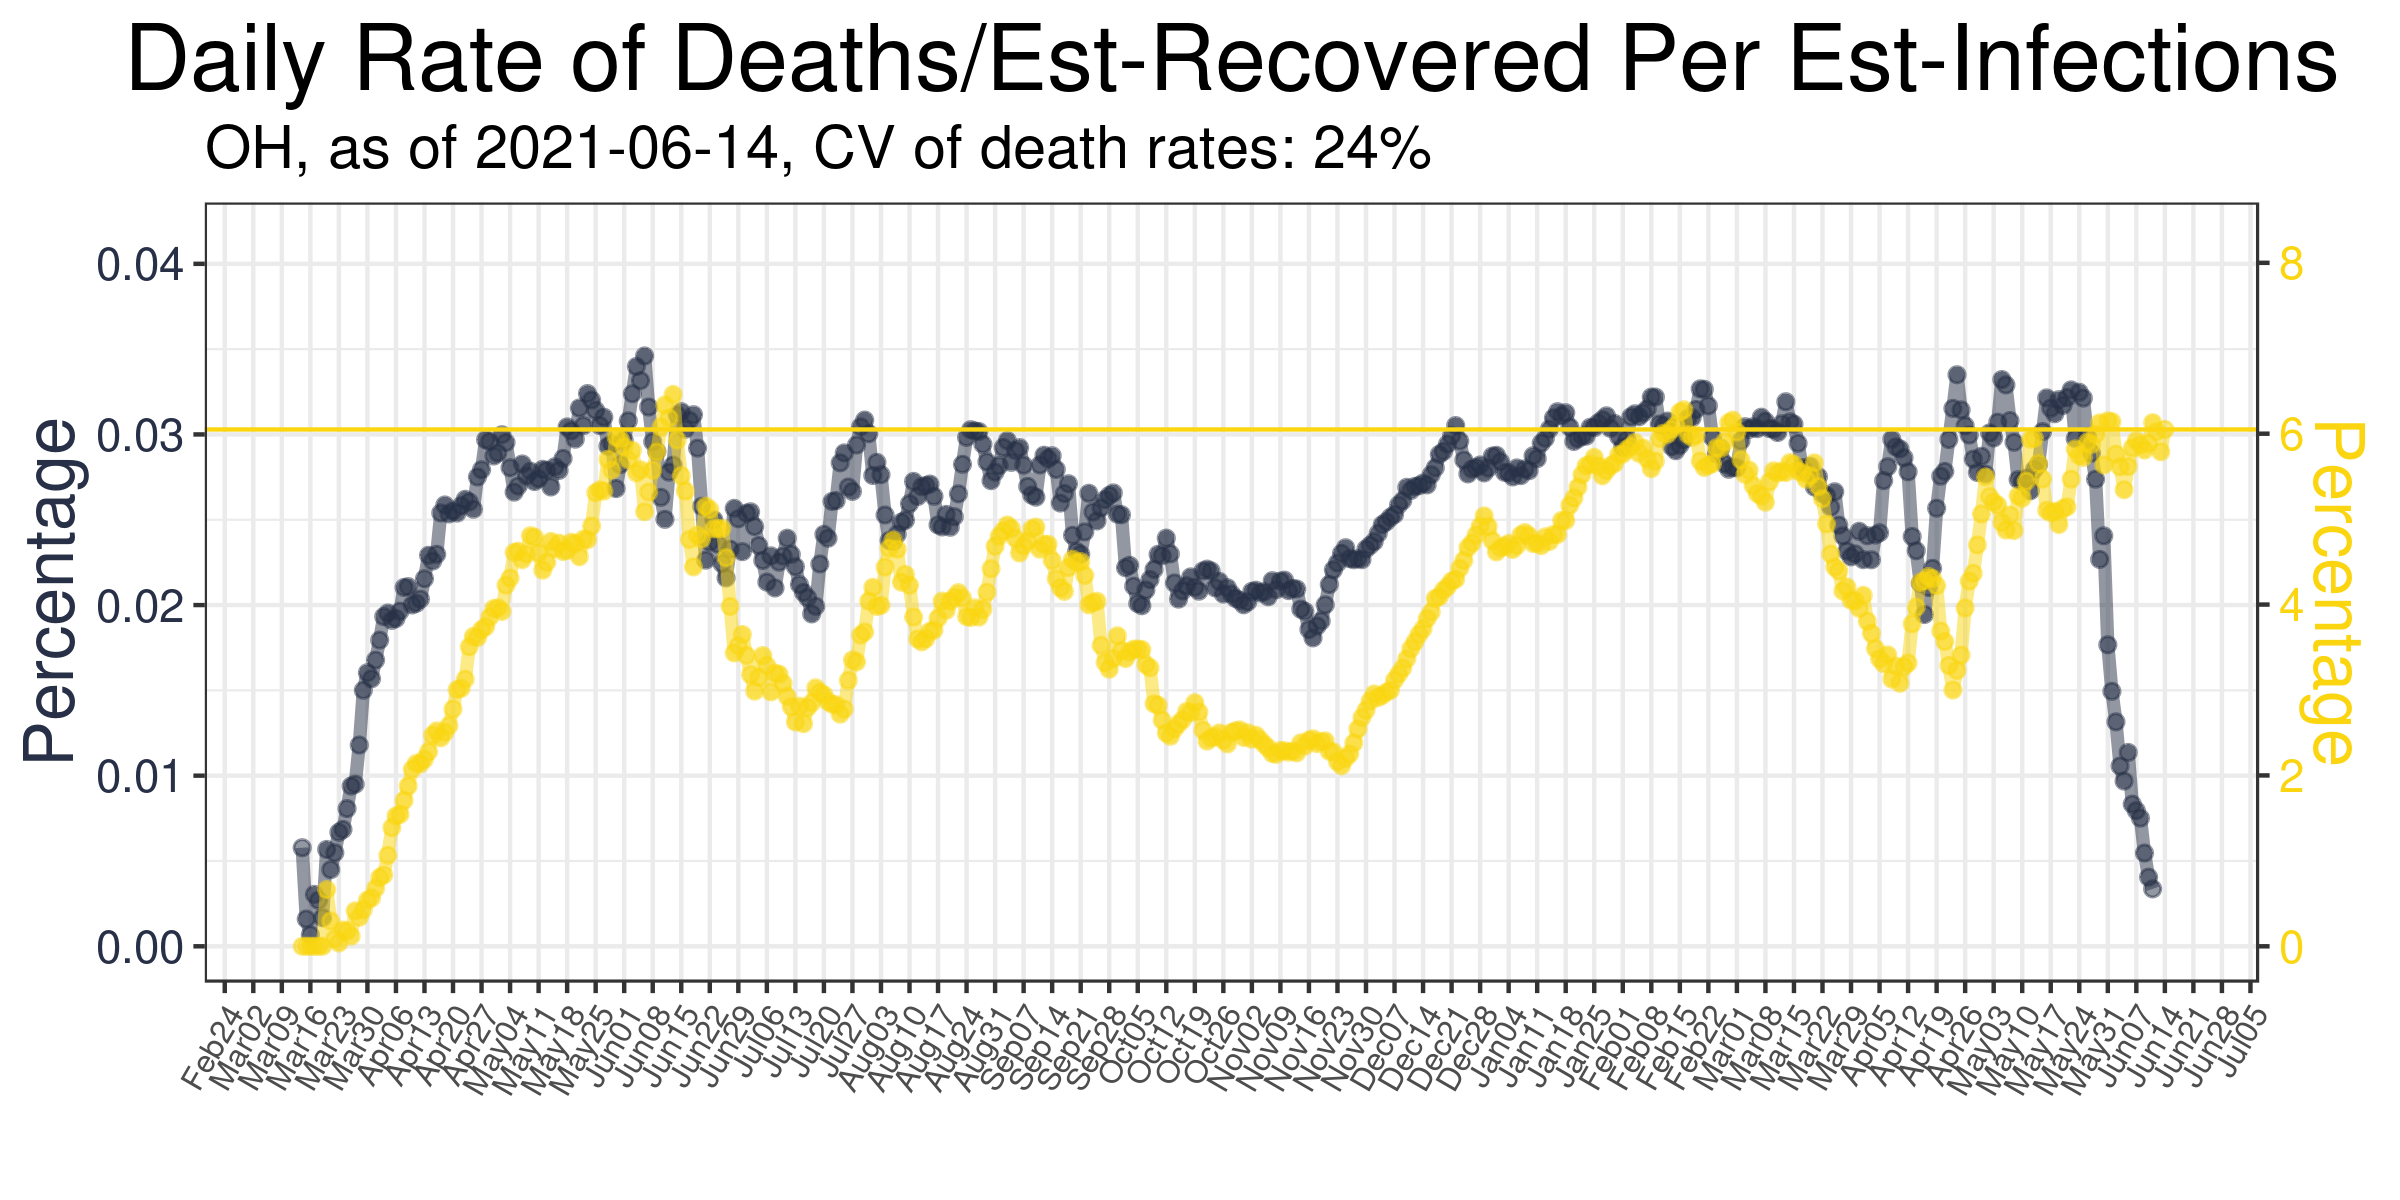 Daily Rate of Deaths/Est-Recovered Per Est-Infections
OH, as of 2021-06-14, CV of death rates: 24%
Percentage
0.04
0.03
0.02
0.01
0.00
8
6
4
2
0
Percentage
Feb24
Mar02
Mar09
Mar16
Mar23
Mar30
Apr06
Apr13
Apr20
Apr27
May04
May11
May18
May25
Jun01
Jun08
Jun15
Jun22
Jun29
Jul06
Jul13
Jul20
Jul27
Aug03
Aug10
Aug17
Aug24
Aug31
Sep07
Sep14
Sep21
Sep28
Oct05
Oct12
Oct19
Oct26
Nov02
Nov09
Nov16
Nov23
Nov30
Dec07
Dec14
Dec21
Dec28
Jan04
Jan11
Jan18
Jan25
Feb01
Feb08
Feb15
Feb22
Mar01
Mar08
Mar15
Mar22
Mar29
Apr05
Apr12
Apr19
Apr26
May03
May10
May17
May24
May31
Jun07
Jun14
Jun21
Jun28
Jul05